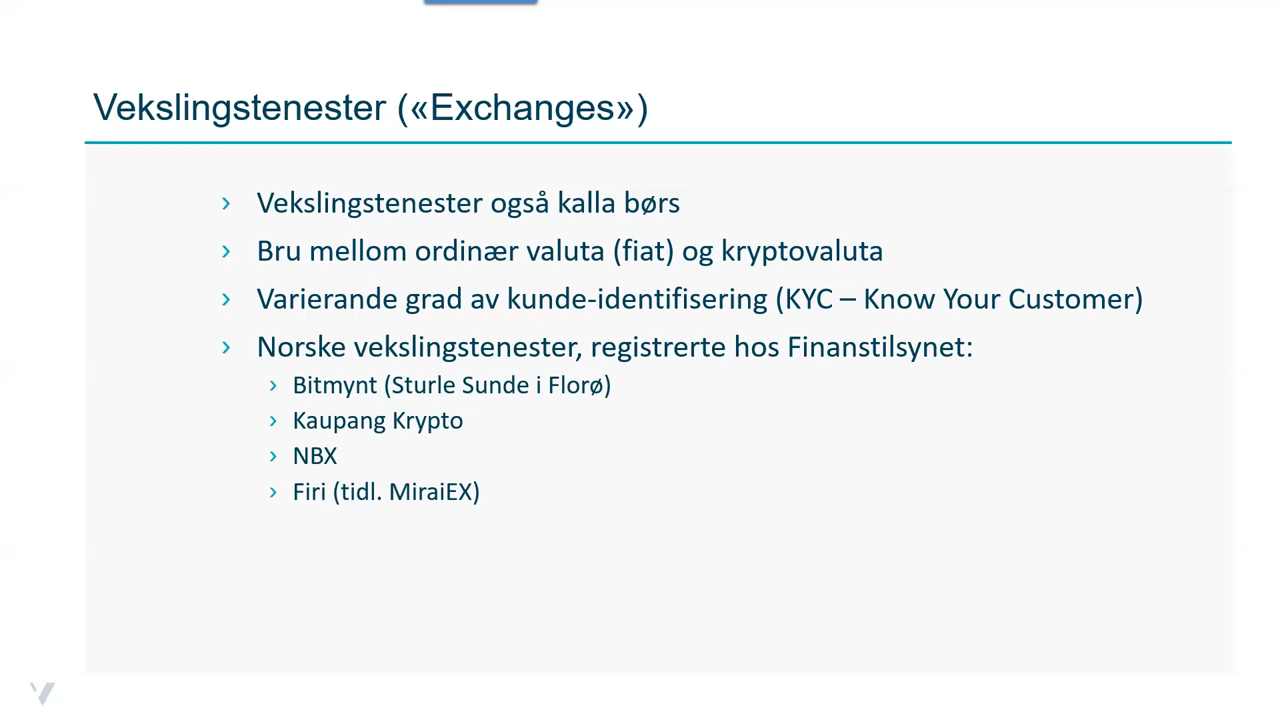 Vekslingstenester («Exchanges»)
› Vekslingstenester også kalla børs
› Bru mellom ordinær valuta (fiat) og kryptovaluta
› Varierande grad av kunde-identifisering (KYC – Know Your Customer)
› Norske vekslingstenester, registrerte hos Finanstilsynet:
› Bitmynt (Sturle Sunde i Florø)
› Kaupang Krypto
› NBX
› Firi (tidl. MiraiEX)